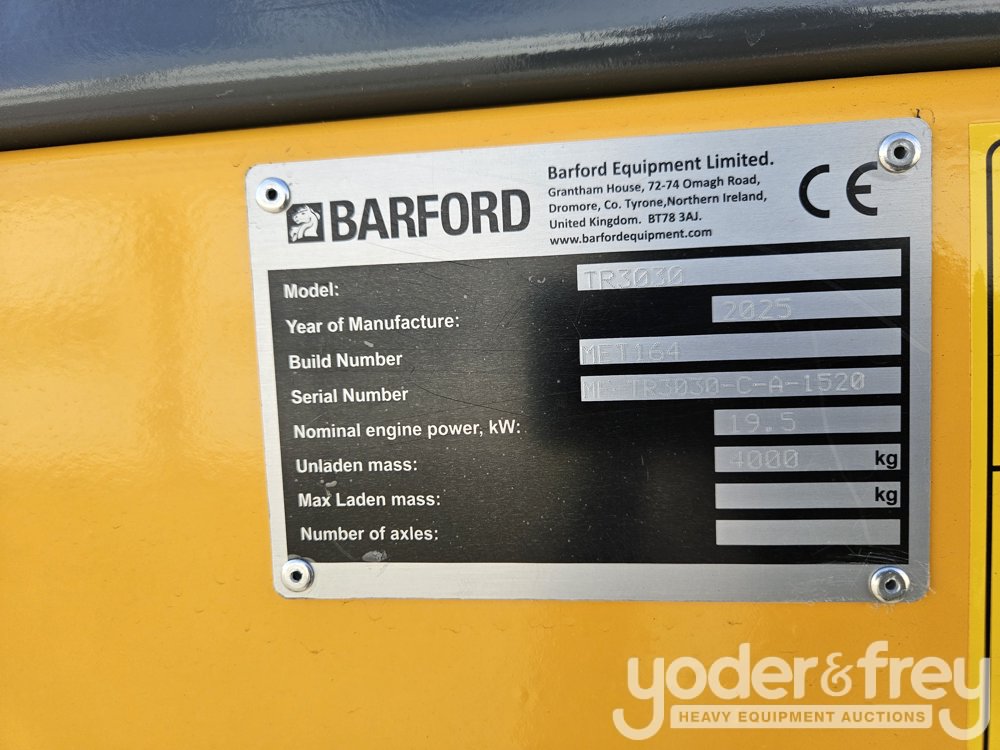 BARFORD
Barford Equipment Limited.
Grantham House, 72-74 Omagh Road,
Dromore, Co. Tyrone,Northern Ireland,
United Kingdom. BT78 3AJ.
www.barfordequipment.com
CE
Model: TR3030
Year of Manufacture: 2025
Build Number MET164
Serial Number TR3030-C-A-1520
Nominal engine power, kW: 19.5
Unladen mass: 4000 kg
Max Laden mass: kg
Number of axles:
yoder&frey
HEAVY EQUIPMENT AUCTIONS